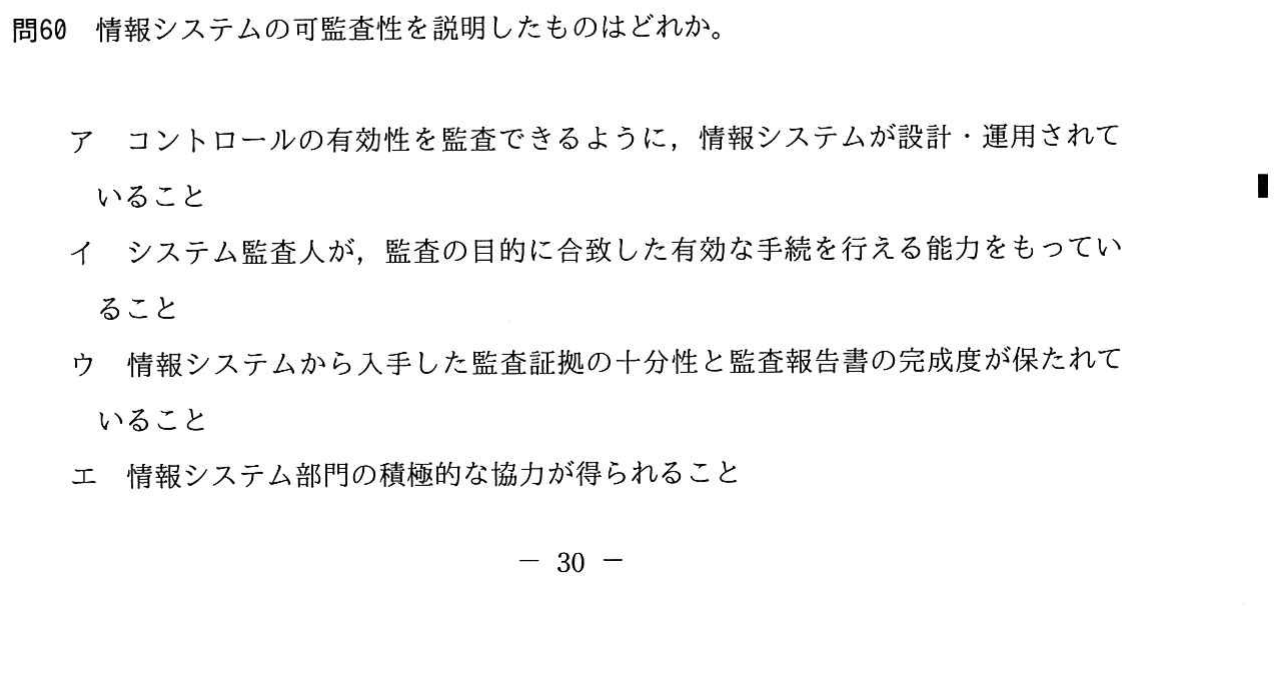 問60　情報システムの可監査性を説明したものはどれか。
ア　コントロールの有効性を監査できるように，情報システムが設計・運用されて
いること
イ　システム監査人が，監査の目的に合致した有効な手続を行える能力をもってい
ること
ウ　情報システムから入手した監査証拠の十分性と監査報告書の完成度が保たれて
いること
エ　情報システム部門の積極的な協力が得られること
－ 30 －